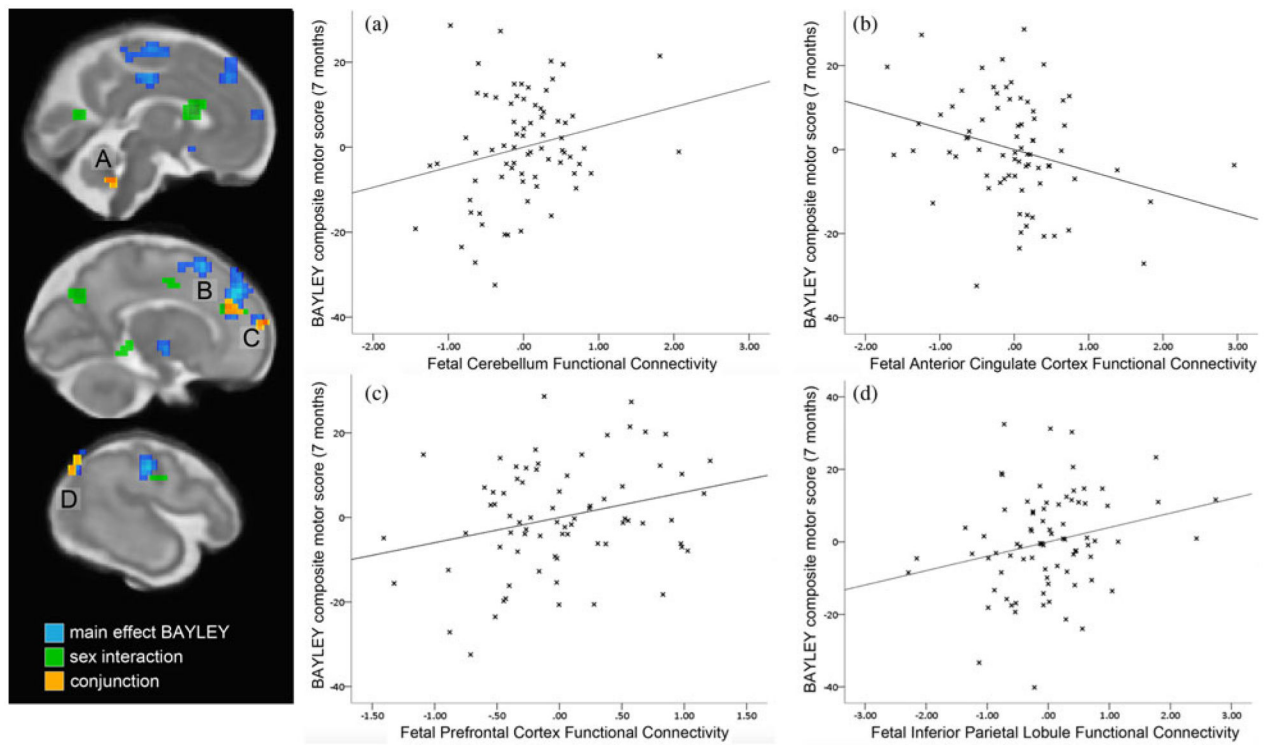 A
B
C
D
main effect BAYLEY
sex interaction
conjunction
(a)
BAYLEY composite motor score (7 months)
20
0
-20
-40
-2.00 -1.00 .00 1.00 2.00 3.00
Fetal Cerebellum Functional Connectivity
(b)
BAYLEY composite motor score (7 months)
20
0
-20
-40
-2.00 -1.00 .00 1.00 2.00 3.00
Fetal Anterior Cingulate Cortex Functional Connectivity
(c)
BAYLEY composite motor score (7 months)
20
0
-20
-40
-1.50 -1.00 -.50 .00 .50 1.00 1.50
Fetal Prefrontal Cortex Functional Connectivity
(d)
BAYLEY composite motor score (7 months)
40
20
0
-20
-40
-3.00 -2.00 -1.00 .00 1.00 2.00 3.00
Fetal Inferior Parietal Lobule Functional Connectivity